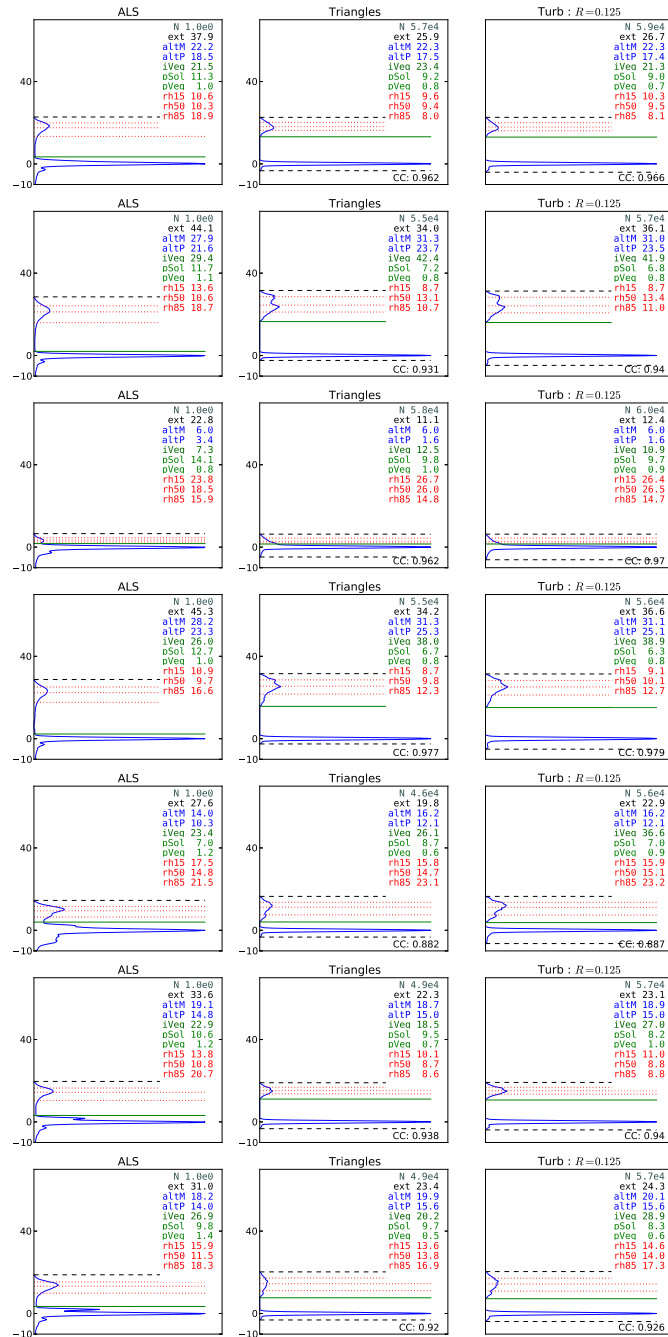 ALS
N 1.0e0
ext 37.9
altM 22.2
altP 18.5
iVeg 21.5
pSol 11.3
pVeg 1.0
rh15 10.6
rh50 10.3
rh85 18.9
40
0
−10
Triangles
N 5.7e4
ext 25.9
altM 22.3
altP 17.5
iVeg 23.4
pSol 9.2
pVeg 0.8
rh15 9.6
rh50 9.4
rh85 8.0
CC: 0.962
Turb : R=0.125
N 5.9e4
ext 26.7
altM 22.3
altP 17.4
iVeg 21.3
pSol 9.0
pVeg 0.7
rh15 10.3
rh50 9.5
rh85 8.1
CC: 0.966
ALS
N 1.0e0
ext 44.1
altM 27.9
altP 21.6
iVeg 29.4
pSol 11.7
pVeg 1.1
rh15 13.6
rh50 10.6
rh85 18.7
40
0
−10
Triangles
N 5.5e4
ext 34.0
altM 31.3
altP 23.7
iVeg 42.4
pSol 7.2
pVeg 0.8
rh15 8.7
rh50 13.1
rh85 10.7
CC: 0.931
Turb : R=0.125
N 5.7e4
ext 36.1
altM 31.0
altP 23.5
iVeg 41.9
pSol 6.8
pVeg 0.8
rh15 8.7
rh50 13.4
rh85 11.0
CC: 0.94
ALS
N 1.0e0
ext 22.8
altM 6.0
altP 3.4
iVeg 7.3
pSol 14.1
pVeg 0.8
rh15 23.8
rh50 18.5
rh85 15.9
40
0
−10
Triangles
N 5.8e4
ext 11.1
altM 6.0
altP 1.6
iVeg 12.5
pSol 9.8
pVeg 1.0
rh15 26.7
rh50 26.0
rh85 14.8
CC: 0.962
Turb : R=0.125
N 6.0e4
ext 12.4
altM 6.0
altP 1.6
iVeg 10.9
pSol 9.7
pVeg 0.9
rh15 26.4
rh50 26.5
rh85 14.7
CC: 0.97
ALS
N 1.0e0
ext 45.3
altM 28.2
altP 23.3
iVeg 26.0
pSol 12.7
pVeg 1.0
rh15 10.9
rh50 9.7
rh85 16.6
40
0
−10
Triangles
N 5.5e4
ext 34.2
altM 31.3
altP 25.3
iVeg 38.0
pSol 6.7
pVeg 0.8
rh15 8.7
rh50 9.8
rh85 12.3
CC: 0.977
Turb : R=0.125
N 5.6e4
ext 36.6
altM 31.1
altP 25.1
iVeg 38.9
pSol 6.3
pVeg 0.8
rh15 9.1
rh50 10.1
rh85 12.7
CC: 0.979
ALS
N 1.0e0
ext 27.6
altM 14.0
altP 10.3
iVeg 23.4
pSol 7.0
pVeg 1.2
rh15 17.5
rh50 14.8
rh85 21.5
40
0
−10
Triangles
N 4.6e4
ext 19.8
altM 16.2
altP 12.1
iVeg 26.1
pSol 8.7
pVeg 0.6
rh15 15.8
rh50 14.7
rh85 23.1
CC: 0.882
Turb : R=0.125
N 5.6e4
ext 22.9
altM 16.2
altP 12.1
iVeg 36.6
pSol 7.0
pVeg 0.9
rh15 15.9
rh50 15.1
rh85 23.2
CC: 0.887
ALS
N 1.0e0
ext 33.6
altM 19.1
altP 14.8
iVeg 22.9
pSol 10.6
pVeg 1.2
rh15 13.8
rh50 10.8
rh85 20.7
40
0
−10
Triangles
N 4.9e4
ext 22.3
altM 18.7
altP 15.0
iVeg 18.5
pSol 9.5
pVeg 0.7
rh15 10.1
rh50 8.7
rh85 8.6
CC: 0.938
Turb : R=0.125
N 5.7e4
ext 23.1
altM 18.9
altP 15.0
iVeg 27.0
pSol 8.2
pVeg 1.0
rh15 11.0
rh50 8.8
rh85 8.8
CC: 0.94
ALS
N 1.0e0
ext 31.0
altM 18.2
altP 14.0
iVeg 26.9
pSol 9.8
pVeg 1.4
rh15 15.9
rh50 11.5
rh85 18.3
40
0
−10
Triangles
N 4.9e4
ext 23.4
altM 19.9
altP 15.6
iVeg 20.2
pSol 9.7
pVeg 0.5
rh15 13.6
rh50 13.8
rh85 16.9
CC: 0.92
Turb : R=0.125
N 5.7e4
ext 24.3
altM 20.1
altP 15.6
iVeg 28.9
pSol 8.3
pVeg 0.6
rh15 14.6
rh50 14.0
rh85 17.3
CC: 0.926